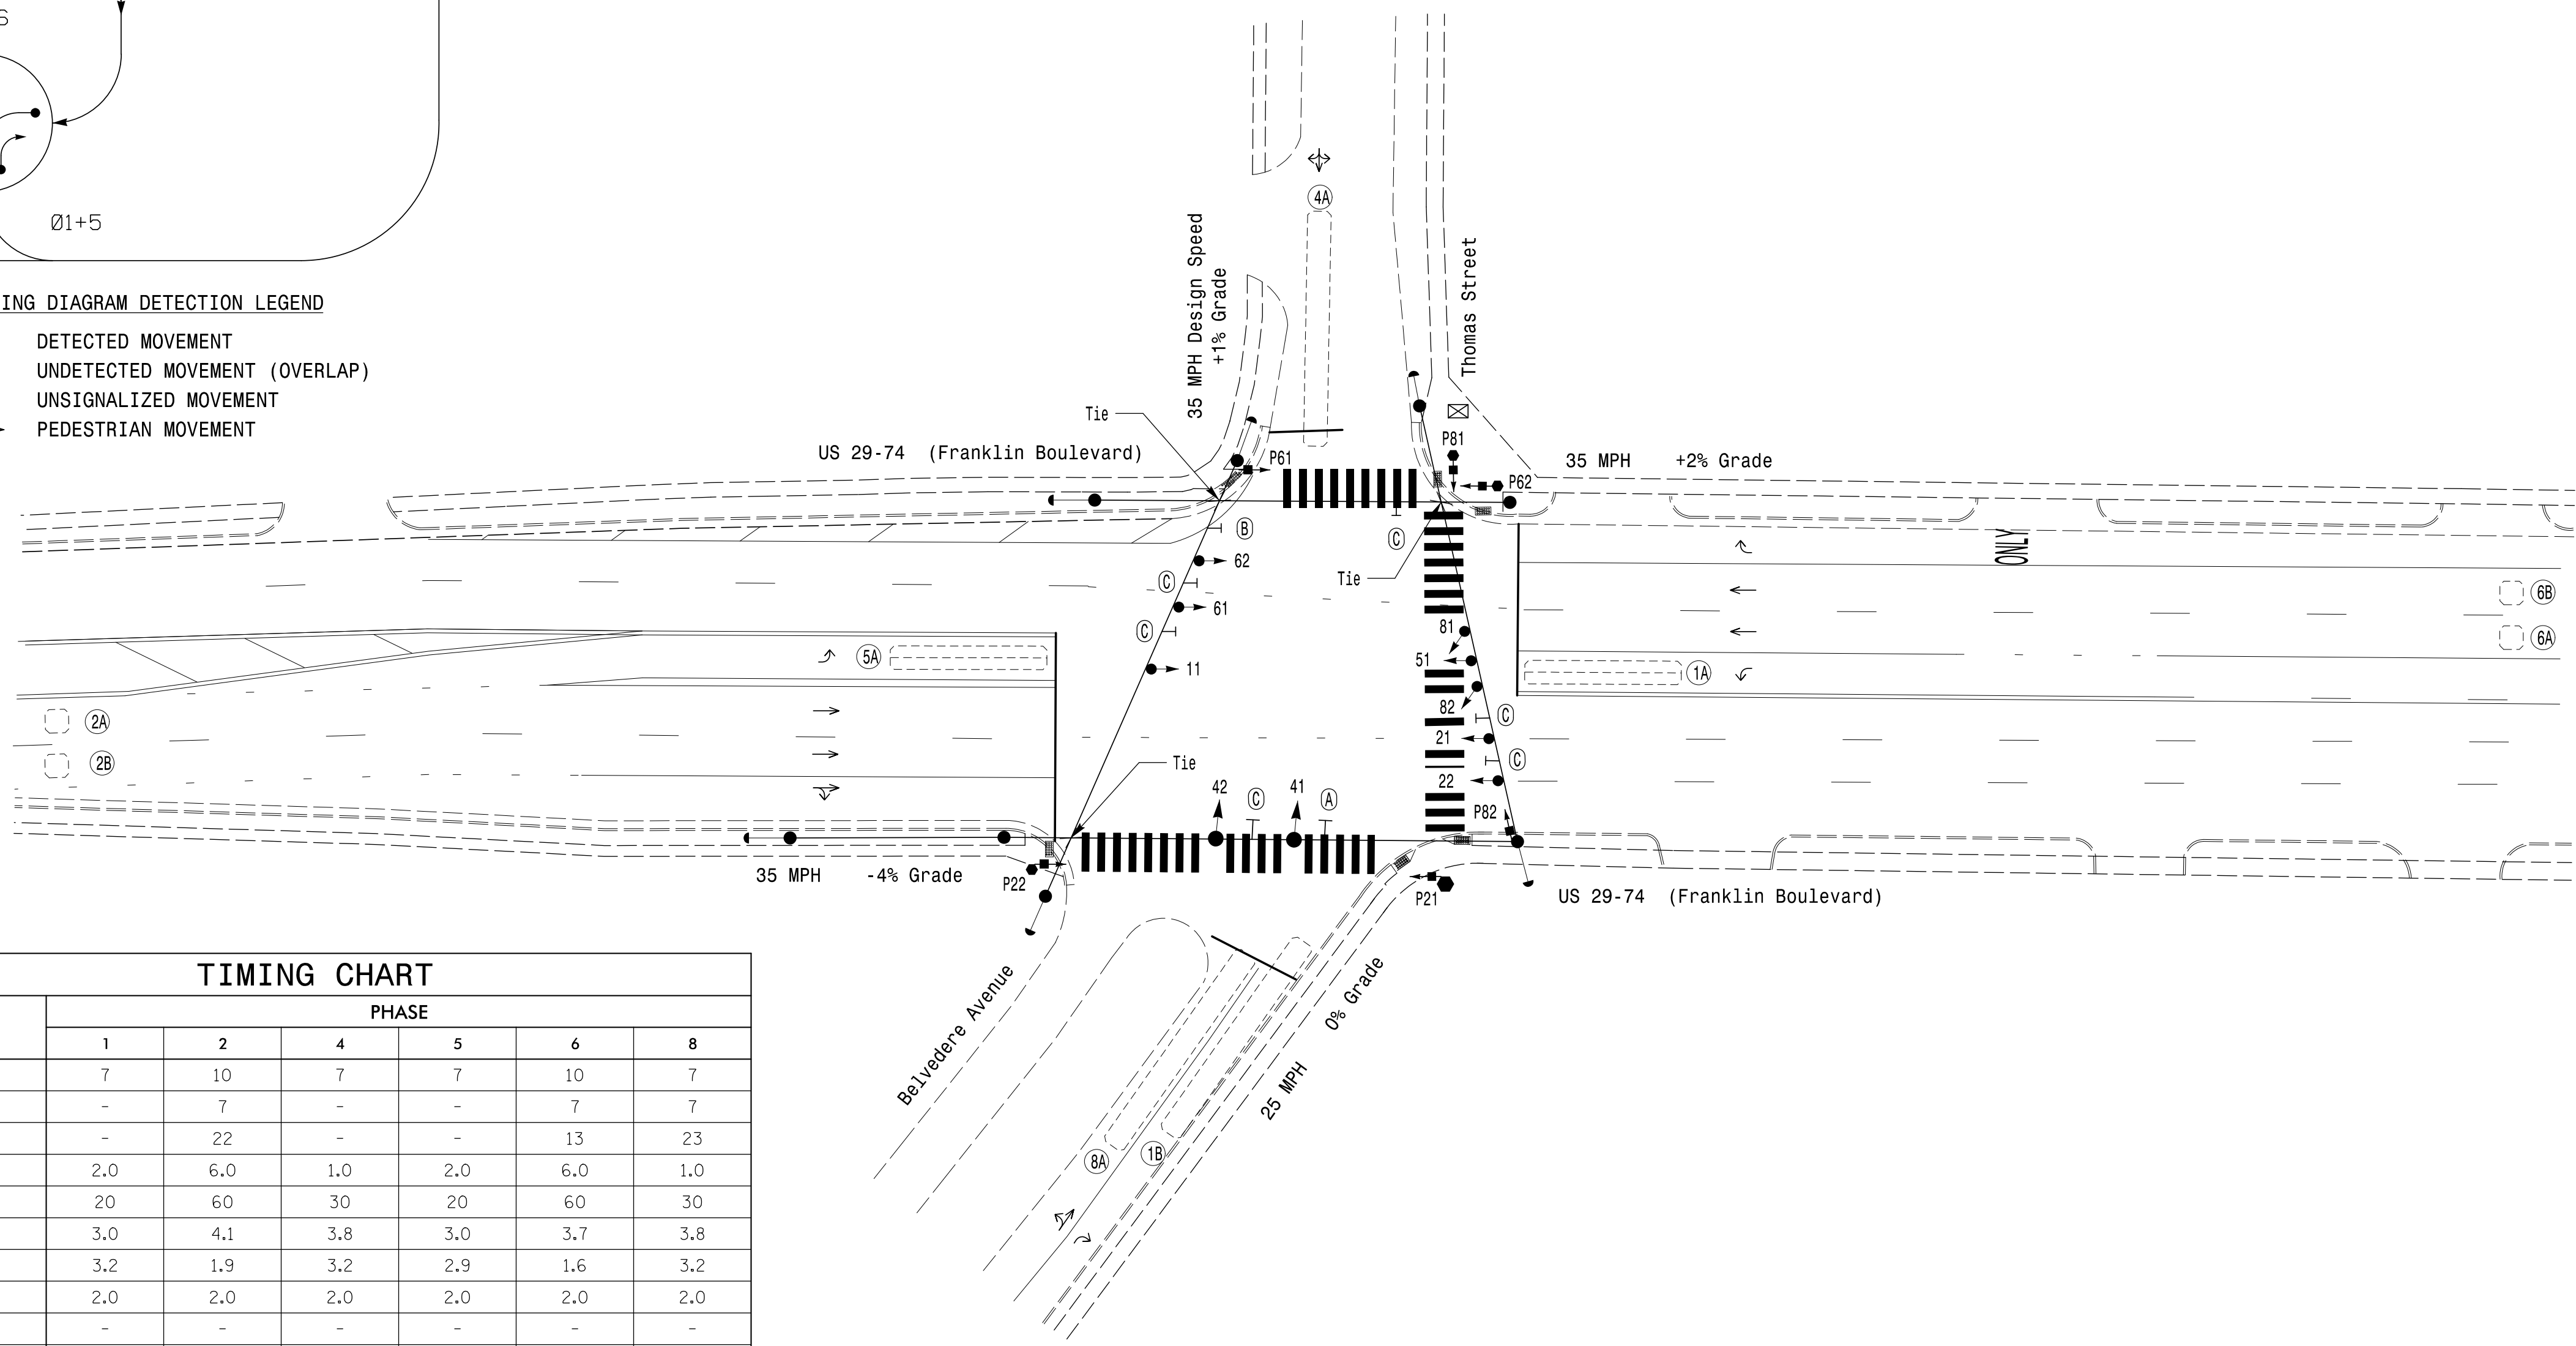 6
Ø1+5
ING DIAGRAM DETECTION LEGEND
DETECTED MOVEMENT
UNDETECTED MOVEMENT (OVERLAP)
UNSIGNALIZED MOVEMENT
PEDESTRIAN MOVEMENT
4A
35 MPH Design Speed
+1% Grade
Thomas Street
Tie
US 29-74 (Franklin Boulevard)
P61
P81
P62
35 MPH +2% Grade
B
C
62
C
Tie
ONLY
61
C
11
5A
81
51
82
C
21
C
22
1A
6B
6A
2A
2B
Tie
42
C
41
A
P82
35 MPH -4% Grade
P22
P21
US 29-74 (Franklin Boulevard)
Belvedere Avenue
0% Grade
25 MPH
8A
1B
TIMING CHART
PHASE
1 2 4 5 6 8
7 10 7 7 10 7
- 7 - - 7 7
- 22 - - 13 23
2.0 6.0 1.0 2.0 6.0 1.0
20 60 30 20 60 30
3.0 4.1 3.8 3.0 3.7 3.8
3.2 1.9 3.2 2.9 1.6 3.2
2.0 2.0 2.0 2.0 2.0 2.0
- - - - - -